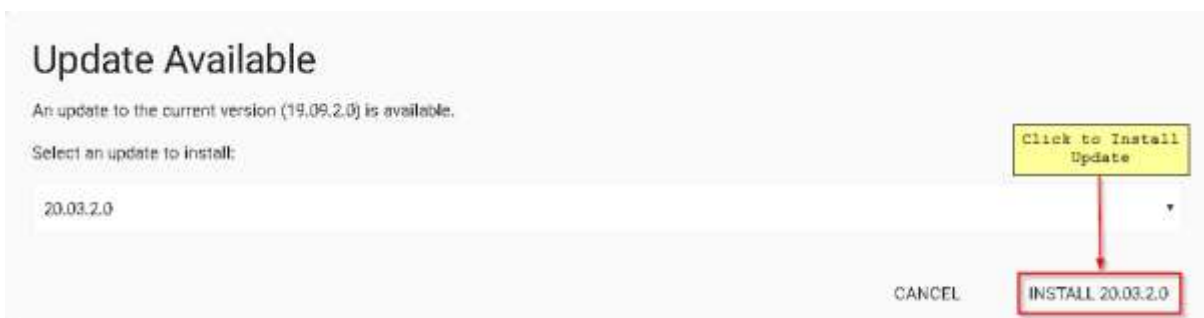 Update Available
An update to the current version (19.09.2.0) is available.
Select an update to install:
Click to Install
Update
20.03.2.0
CANCEL
INSTALL 20.03.2.0